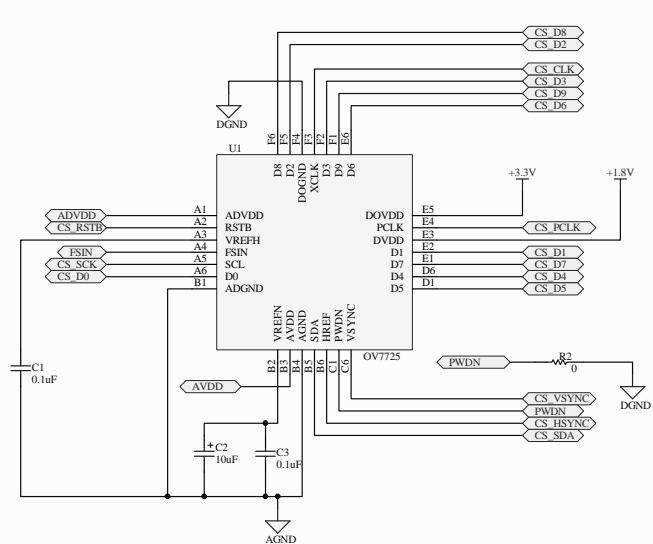 CS_D8
CS_D2
CS_CLK
CS_D3
CS_D9
CS_D6
DGND
F6 F5 F4 F3 F2 F1 E6
U1
D8 D2 DOGND XCLK D3 D9 D6
+3.3V +1.8V
ADVDD A1 ADVDD DOVDD E5
CS_RSTB A2 RSTB PCLK E4 CS_PCLK
A3 VREFH DVDD E3
FSIN A4 FSIN D1 E2 CS_D1
CS_SCK A5 SCL D7 E1 CS_D7
CS_D0 A6 D0 D4 D6 CS_D4
B1 ADGND D5 D1 CS_D5
VREFN AVDD AGND SDA HREF PWDN VSYNC
OV7725
B2 B3 B4 B5 B6 C1 C6
PWDN R2
0
C1
0.1uF
AVDD
DGND
CS_VSYNC
PWDN
CS_HSYNC
CS_SDA
+ C2
10uF
C3
0.1uF
AGND